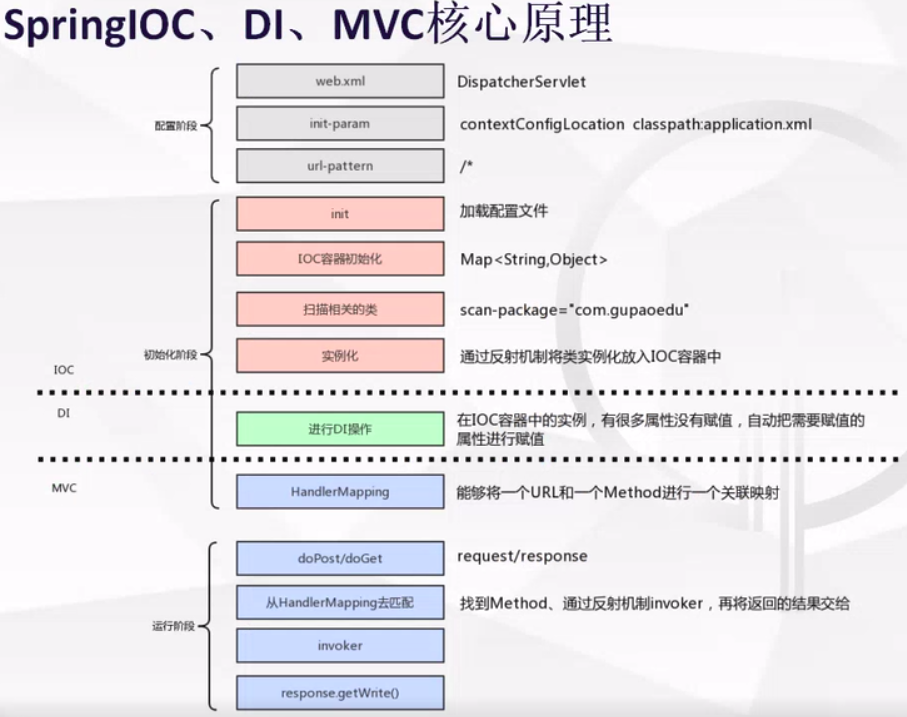 SpringIOC、DI、MVC核心原理
web.xml DispatcherServlet
配置阶段 init-param contextConfigLocation classpath:application.xml
url-pattern /*
init 加载配置文件
IOC容器初始化 Map<String,Object>
扫描相关的类 scan-package="com.gupaoedu"
初始化阶段 实例化 通过反射机制将类实例化放入IOC容器中
IOC
DI
进行DI操作 在IOC容器中的实例，有很多属性没有赋值，自动把需要赋值的
属性进行赋值
MVC HandlerMapping 能够将一个URL和一个Method进行一个关联映射
doPost/doGet request/response
从HandlerMapping去匹配 找到Method、通过反射机制invoker，再将返回的结果交给
运行阶段
invoker
response.getWrite()